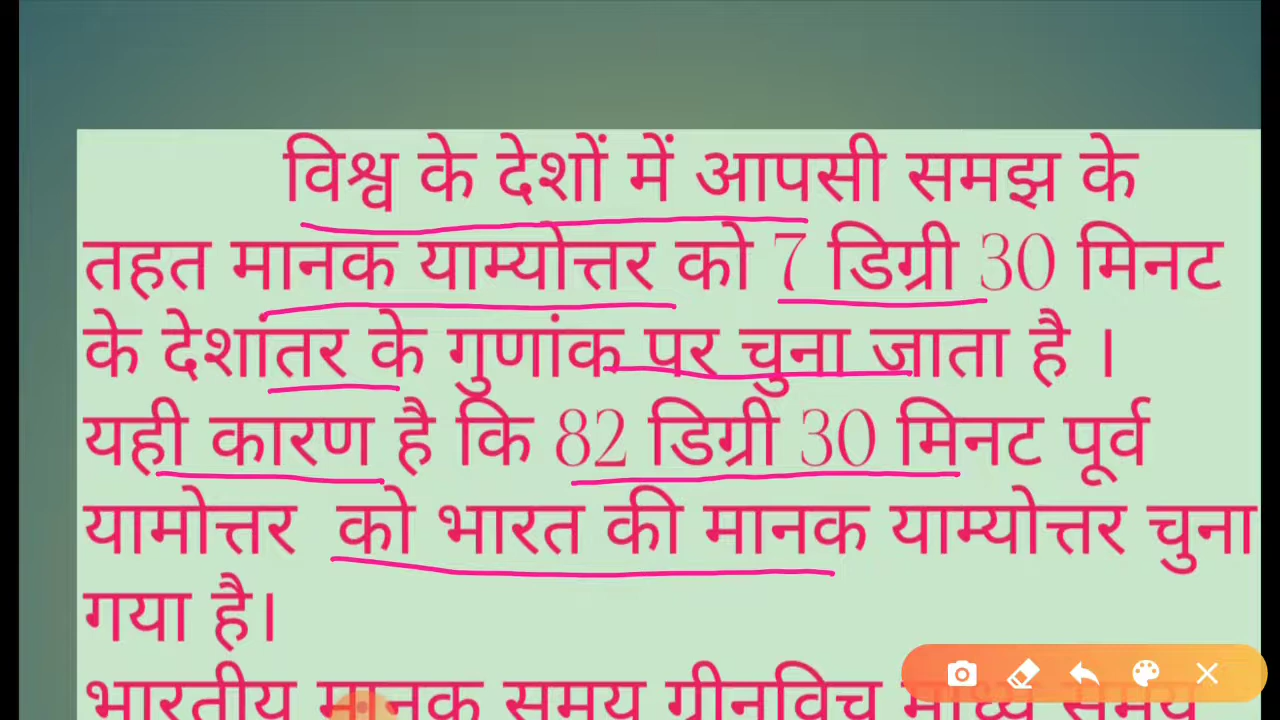 विश्व के देशों में आपसी समझ के
तहत मानक याम्योत्तर को 7 डिग्री 30 मिनट
के देशांतर के गुणांक पर चुना जाता है ।
यही कारण है कि 82 डिग्री 30 मिनट पूर्व
यामोत्तर को भारत की मानक याम्योत्तर चुना
गया है।
भारतीय मानक समय ग्रीनविच माध्य समय